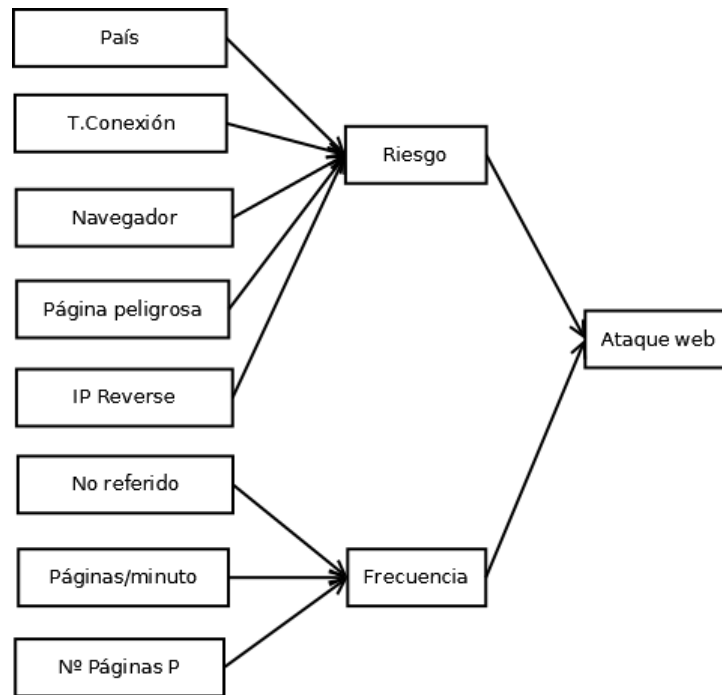 País
T.Conexión
Riesgo
Navegador
Página peligrosa
Ataque web
IP Reverse
No referido
Páginas/minuto
Frecuencia
Nº Páginas P